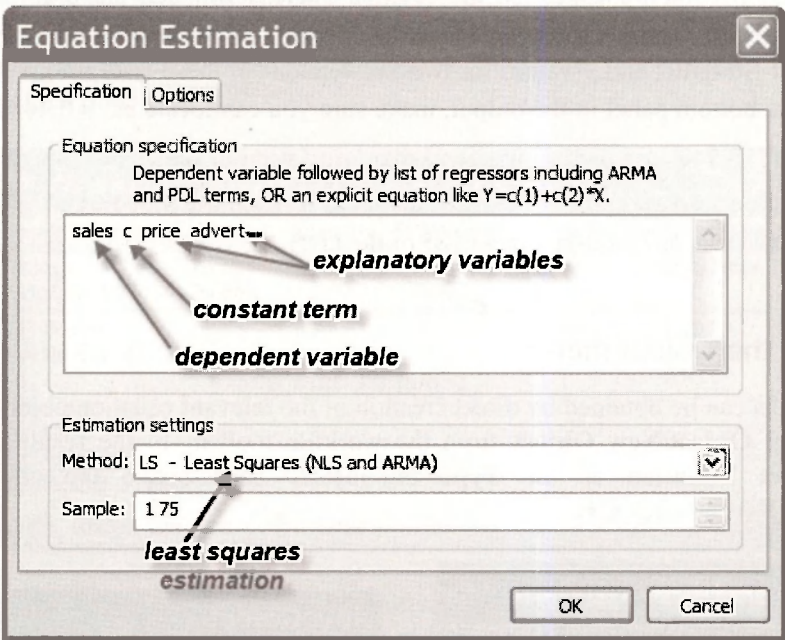 Equation Estimation
Specification Options
Equation specification
Dependent variable followed by list of regressors including ARMA
and PDL terms, OR an explicit equation like Y=c(1)+c(2)*X.
sales c price advert
explanatory variables
constant term
dependent variable
Estimation settings
Method: LS - Least Squares (NLS and ARMA)
Sample: 1 75
least squares
estimation
OK Cancel